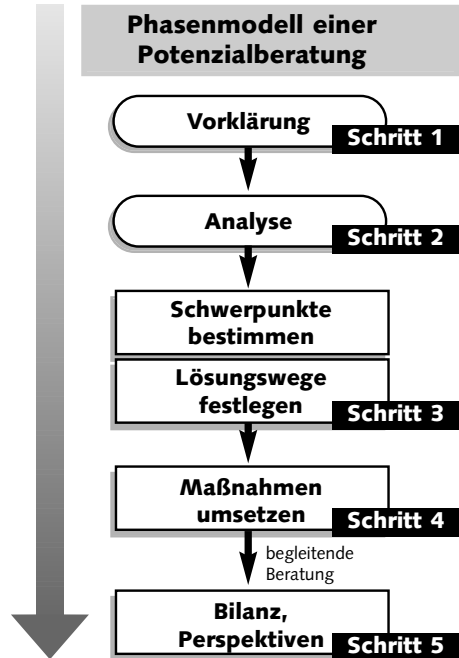 Phasenmodell einer
Potenzialberatung
Vorklärung
Schritt 1
Analyse
Schritt 2
Schwerpunkte
bestimmen
Lösungswege
festlegen
Schritt 3
Maßnahmen
umsetzen
Schritt 4
begleitende
Beratung
Bilanz,
Perspektiven
Schritt 5